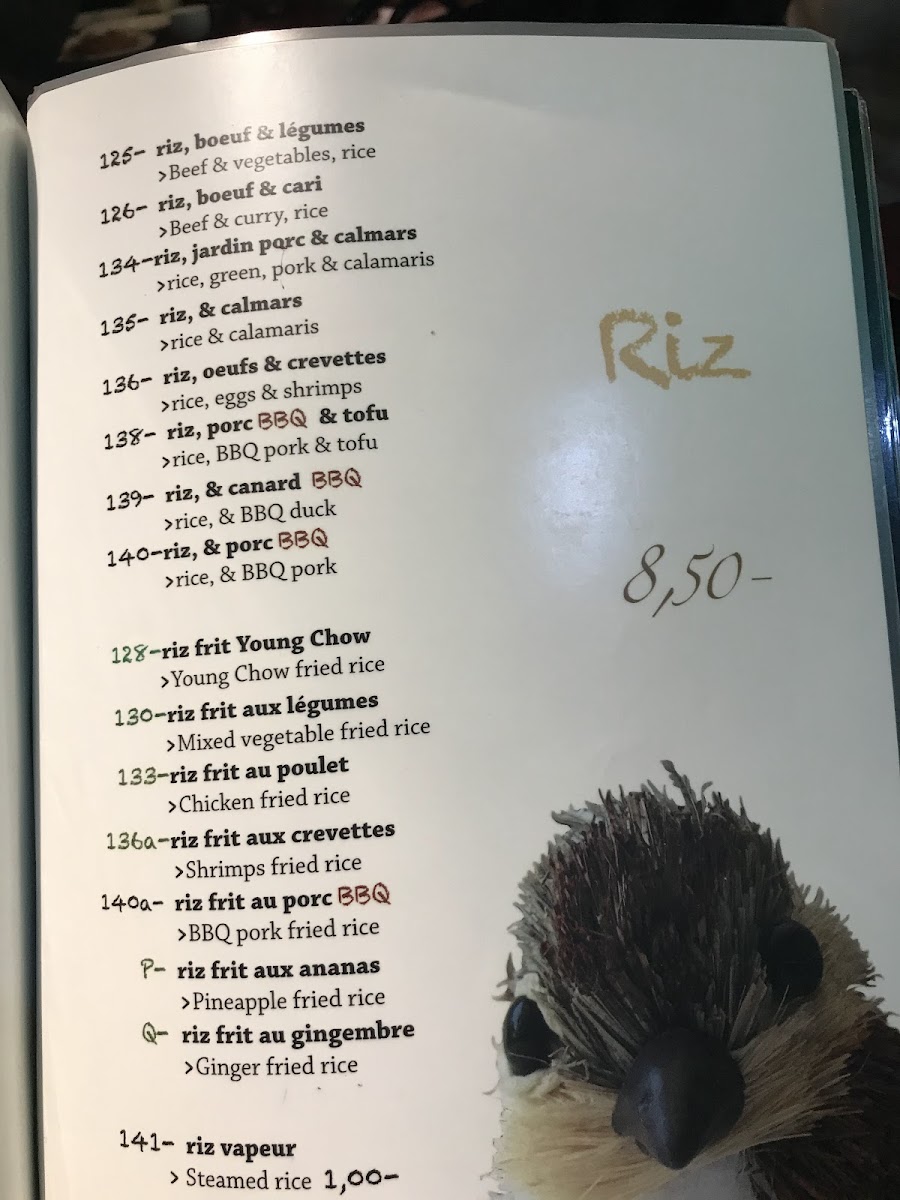 125- riz, boeuf & légumes
>Beef & vegetables, rice
126- riz, boeuf & cari
>Beef & curry, rice
134-riz, jardin porc & calmars
>rice, green, pork & calamaris
135- riz, & calmars
>rice & calamaris
136- riz, oeufs & crevettes
>rice, eggs & shrimps
138- riz, porc BBQ & tofu
>rice, BBQ pork & tofu
139- riz, & canard BBQ
>rice, & BBQ duck
140-riz, & porc BBQ
>rice, & BBQ pork
Riz
8,50-
128-riz frit Young Chow
>Young Chow fried rice
130-riz frit aux légumes
>Mixed vegetable fried rice
133-riz frit au poulet
>Chicken fried rice
136a-riz frit aux crevettes
>Shrimps fried rice
140a- riz frit au porc BBQ
>BBQ pork fried rice
P- riz frit aux ananas
>Pineapple fried rice
Q- riz frit au gingembre
>Ginger fried rice
141- riz vapeur
> Steamed rice 1,00-